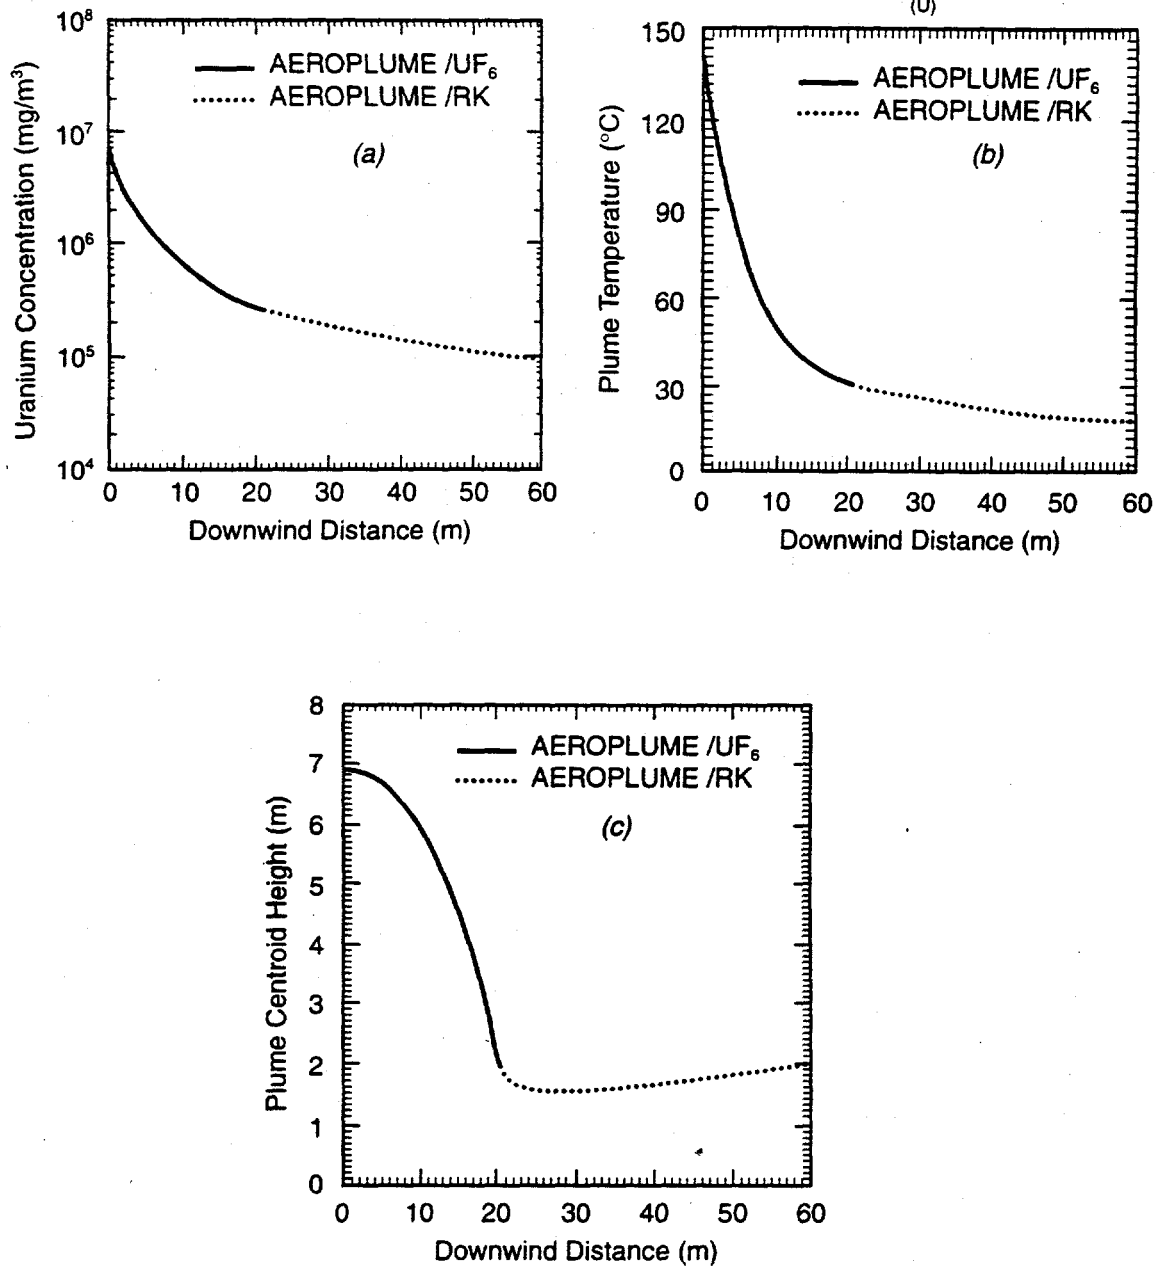 (U)
10⁸
10⁷
10⁶
10⁵
10⁴
Uranium Concentration (mg/m³)
AEROPLUME /UF₆
AEROPLUME /RK
(a)
0 10 20 30 40 50 60
Downwind Distance (m)
150
120
90
60
30
0
Plume Temperature (°C)
AEROPLUME /UF₆
AEROPLUME /RK
(b)
0 10 20 30 40 50 60
Downwind Distance (m)
8
7
6
5
4
3
2
1
0
Plume Centroid Height (m)
AEROPLUME /UF₆
AEROPLUME /RK
(c)
0 10 20 30 40 50 60
Downwind Distance (m)